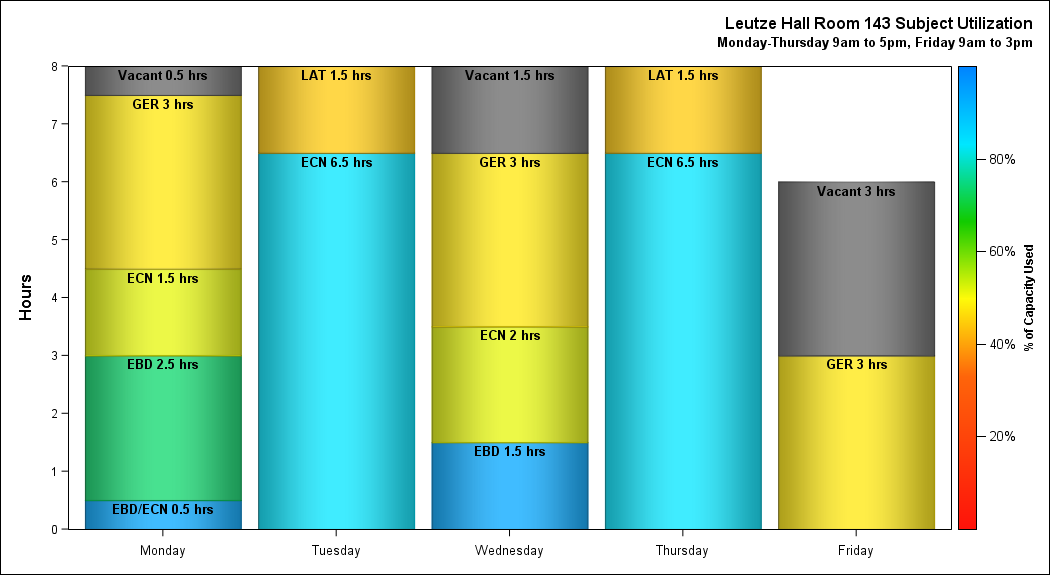 Leutze Hall Room 143 Subject Utilization
Monday-Thursday 9am to 5pm, Friday 9am to 3pm
Hours
8
7
6
5
4
3
2
1
0
Vacant 0.5 hrs
GER 3 hrs
ECN 1.5 hrs
EBD 2.5 hrs
EBD/ECN 0.5 hrs
LAT 1.5 hrs
ECN 6.5 hrs
Vacant 1.5 hrs
GER 3 hrs
ECN 2 hrs
EBD 1.5 hrs
LAT 1.5 hrs
ECN 6.5 hrs
Vacant 3 hrs
GER 3 hrs
Monday
Tuesday
Wednesday
Thursday
Friday
80%
60%
40%
20%
% of Capacity Used